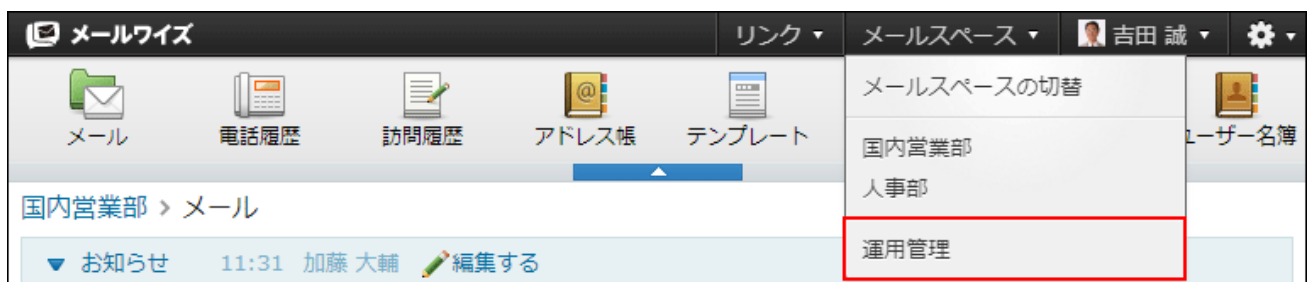 メールワイズ
リンク ▼
メールスペース ▼
吉田 誠 ▼
メール
電話履歴
訪問履歴
アドレス帳
テンプレート
ーザー名簿
メールスペースの切替
国内営業部
人事部
運用管理
国内営業部 > メール
▼ お知らせ 11:31 加藤 大輔 編集する